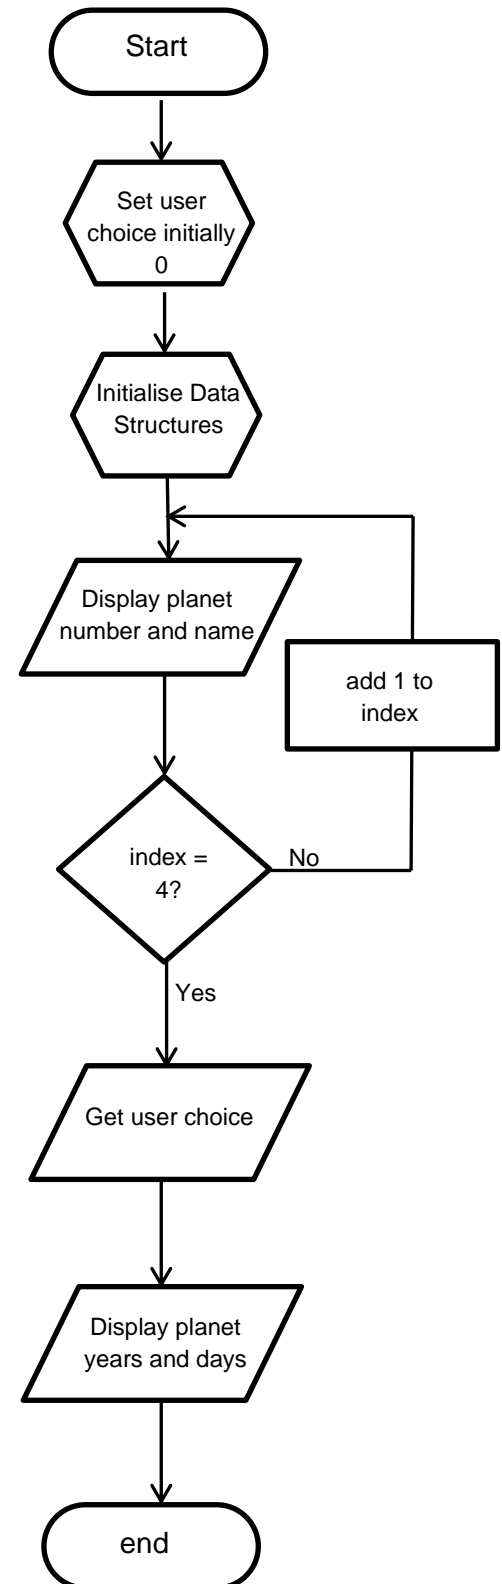 Start
Set user
choice initially
0
Initialise Data
Structures
Display planet
number and name
add 1 to
index
index =
4?
No
Yes
Get user choice
Display planet
years and days
end